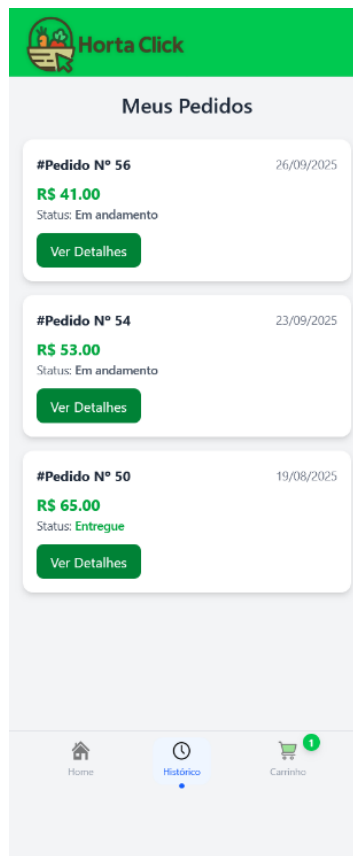 Horta Click
Meus Pedidos
#Pedido Nº 56 26/09/2025
R$ 41.00
Status: Em andamento
Ver Detalhes
#Pedido Nº 54 23/09/2025
R$ 53.00
Status: Em andamento
Ver Detalhes
#Pedido Nº 50 19/08/2025
R$ 65.00
Status: Entregue
Ver Detalhes
1
Home Histórico Carrinho